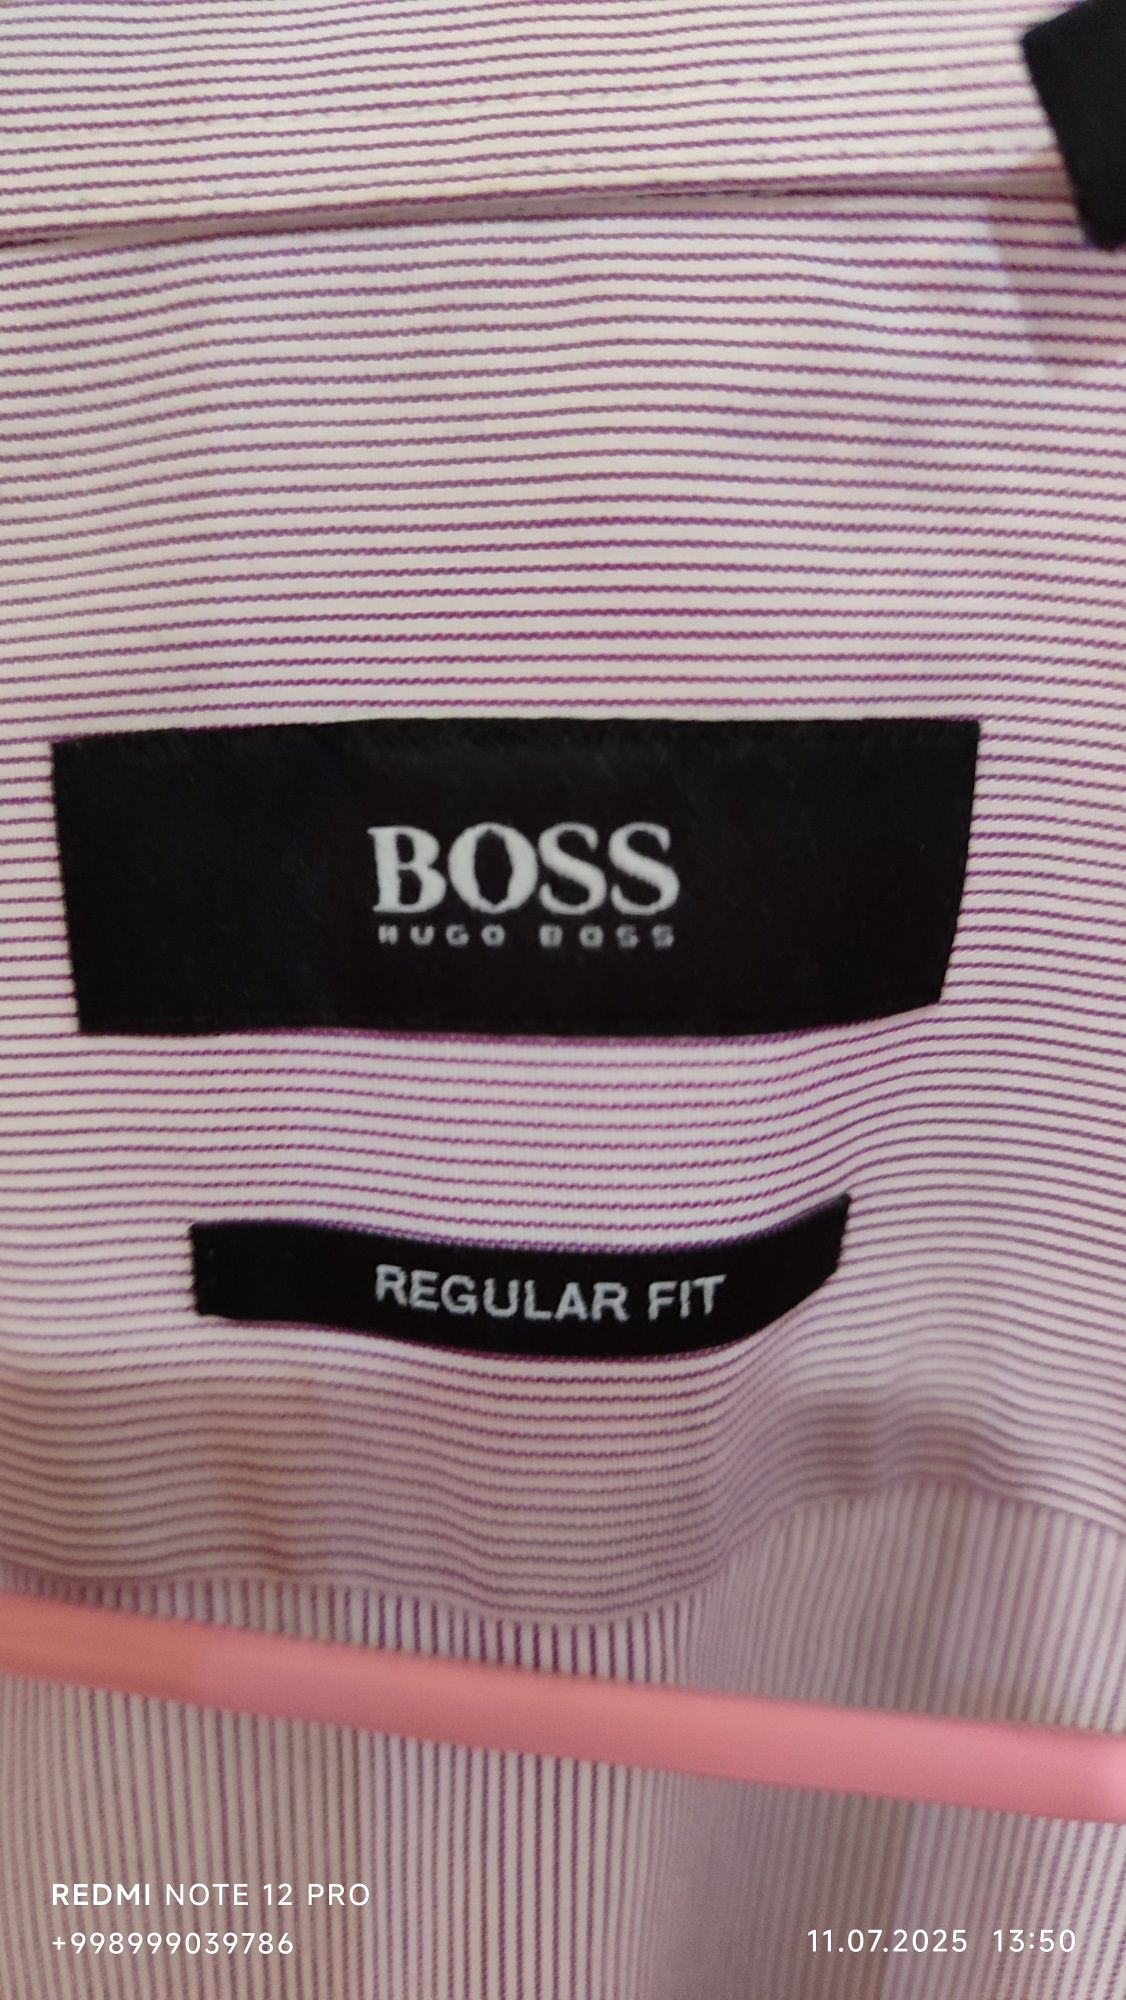 BOSS
HUGO BOSS
REGULAR FIT
REDMI NOTE 12 PRO
+998999039786
11.07.2025 13:50